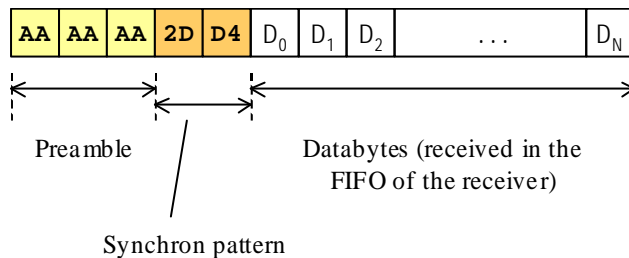 AA AA AA 2D D4 D0 D1 D2 ... DN
Preamble
Databytes (received in the
FIFO of the receiver)
Synchron pattern